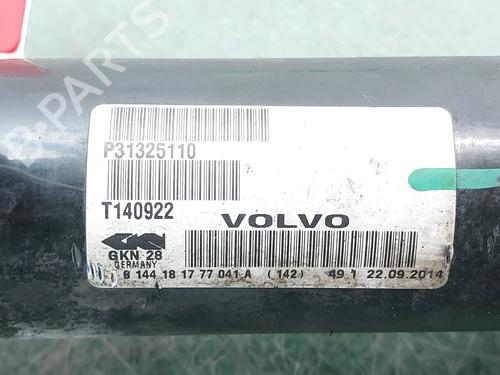 P31325110
T140922
VOLVO
GKN 28
GERMANY
8 144 18 17 77 041 A (142) 49 1 22.09.2014
B-PARTS